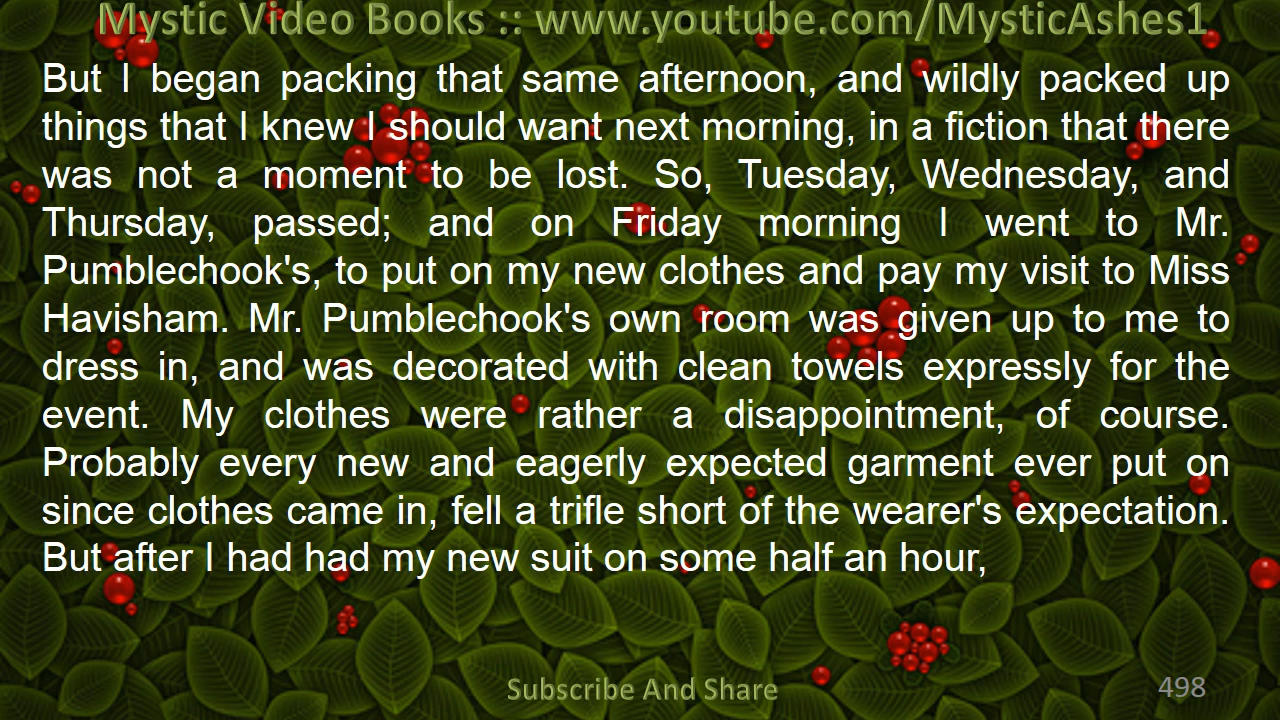 Mystic Video Books :: www.youtube.com/MysticAshes1
But I began packing that same afternoon, and wildly packed up
things that I knew I should want next morning, in a fiction that there
was not a moment to be lost. So, Tuesday, Wednesday, and
Thursday, passed; and on Friday morning I went to Mr.
Pumblechook's, to put on my new clothes and pay my visit to Miss
Havisham. Mr. Pumblechook's own room was given up to me to
dress in, and was decorated with clean towels expressly for the
event. My clothes were rather a disappointment, of course.
Probably every new and eagerly expected garment ever put on
since clothes came in, fell a trifle short of the wearer's expectation.
But after I had had my new suit on some half an hour,
Subscribe And Share
498